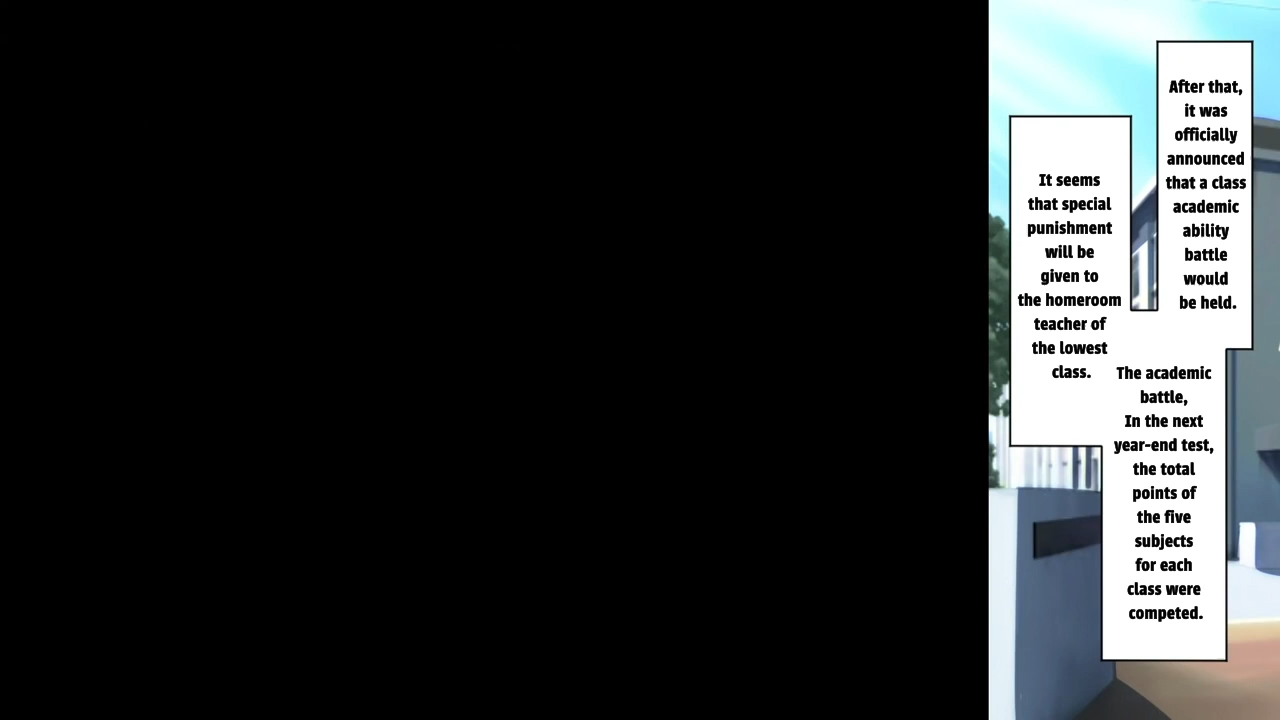 After that,
it was
officially
announced
that a class
academic
ability
battle
would
be held.
The academic
battle,
In the next
year-end test,
the total
points of
the five
subjects
for each
class were
competed.
It seems
that special
punishment
will be
given to
the homeroom
teacher of
the lowest
class.